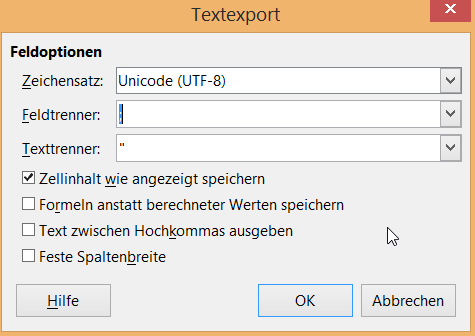 Textexport
Feldoptionen
Zeichensatz: Unicode (UTF-8)
Feldtrenner:
Texttrenner: "
Zellinhalt wie angezeigt speichern
Formeln anstatt berechneter Werten speichern
Text zwischen Hochkommas ausgeben
Feste Spaltenbreite
Hilfe OK Abbrechen